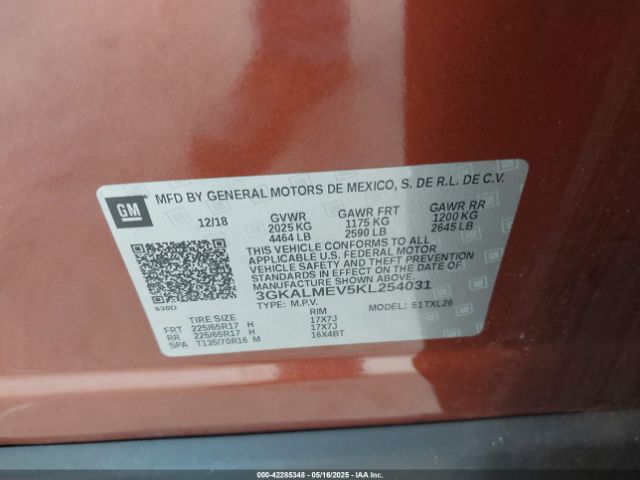 GM
MFD BY GENERAL MOTORS DE MEXICO, S. DE R.L. DE C.V.
12/18 GVWR GAWR FRT GAWR RR
2025 KG 1175 KG 1200 KG
4464 LB 2590 LB 2645 LB
THIS VEHICLE CONFORMS TO ALL
APPLICABLE U.S. FEDERAL MOTOR
VEHICLE SAFETY AND THEFT PREVENTION
STANDARDS IN EFFECT ON THE DATE OF
MANUFACTURE SHOWN ABOVE.
3GKALMEV5KL254031
TYPE: M.P.V. 51TXL26
630D
TIRE SIZE RIM
FRT 225/65R17 H 17X7J
RR 225/65R17 H 17X7J
SPA T135/70R16 M 16X4BT
000-42285348 - 05/16/2025 - IAAI.COM